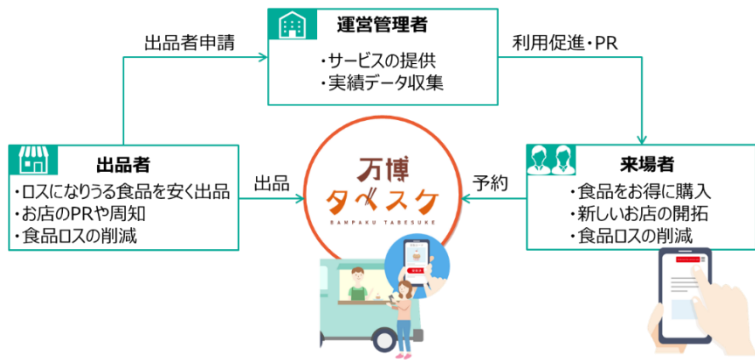 運営管理者
・サービスの提供
・実績データ収集
出品者申請
利用促進・PR
出品者
・ロスになりうる食品を安く出品
・お店のPRや周知
・食品ロスの削減
出品
万博
タベスケ
BANPAKU TABESUKE
予約
来場者
・食品をお得に購入
・新しいお店の開拓
・食品ロスの削減